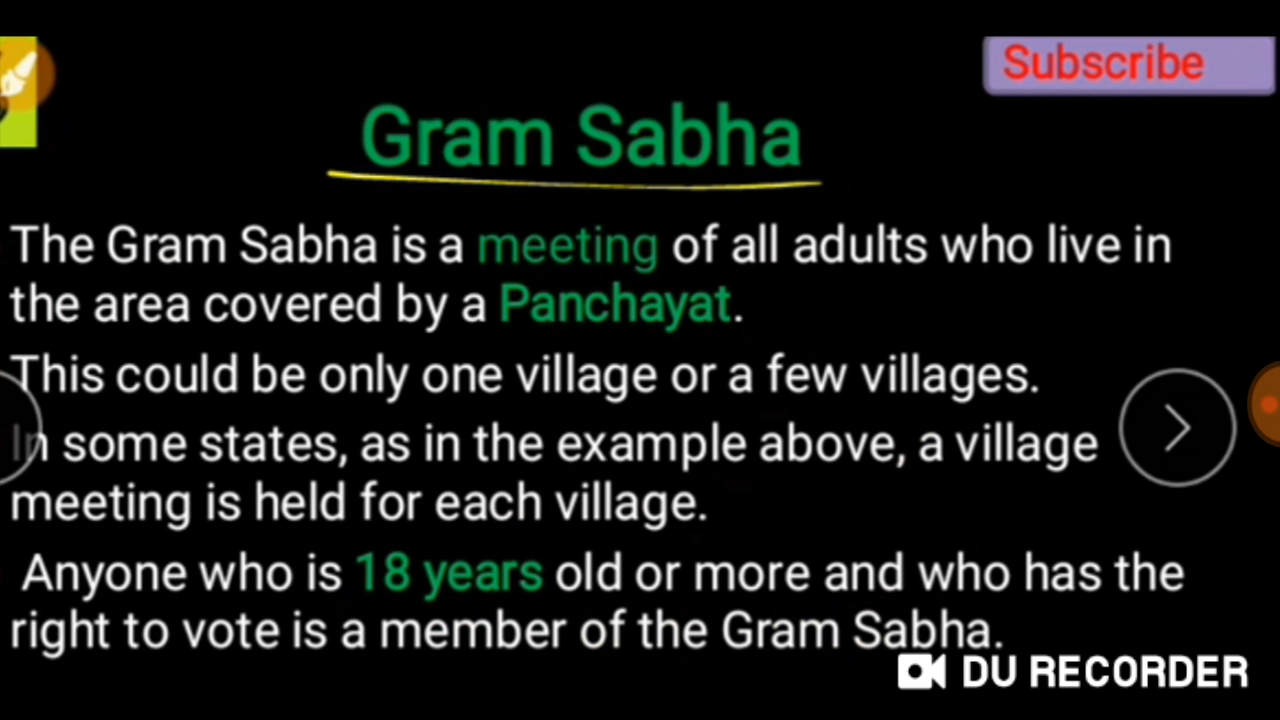 Subscribe
Gram Sabha
The Gram Sabha is a meeting of all adults who live in
the area covered by a Panchayat.
This could be only one village or a few villages.
In some states, as in the example above, a village
meeting is held for each village.
Anyone who is 18 years old or more and who has the
right to vote is a member of the Gram Sabha.
DU RECORDER